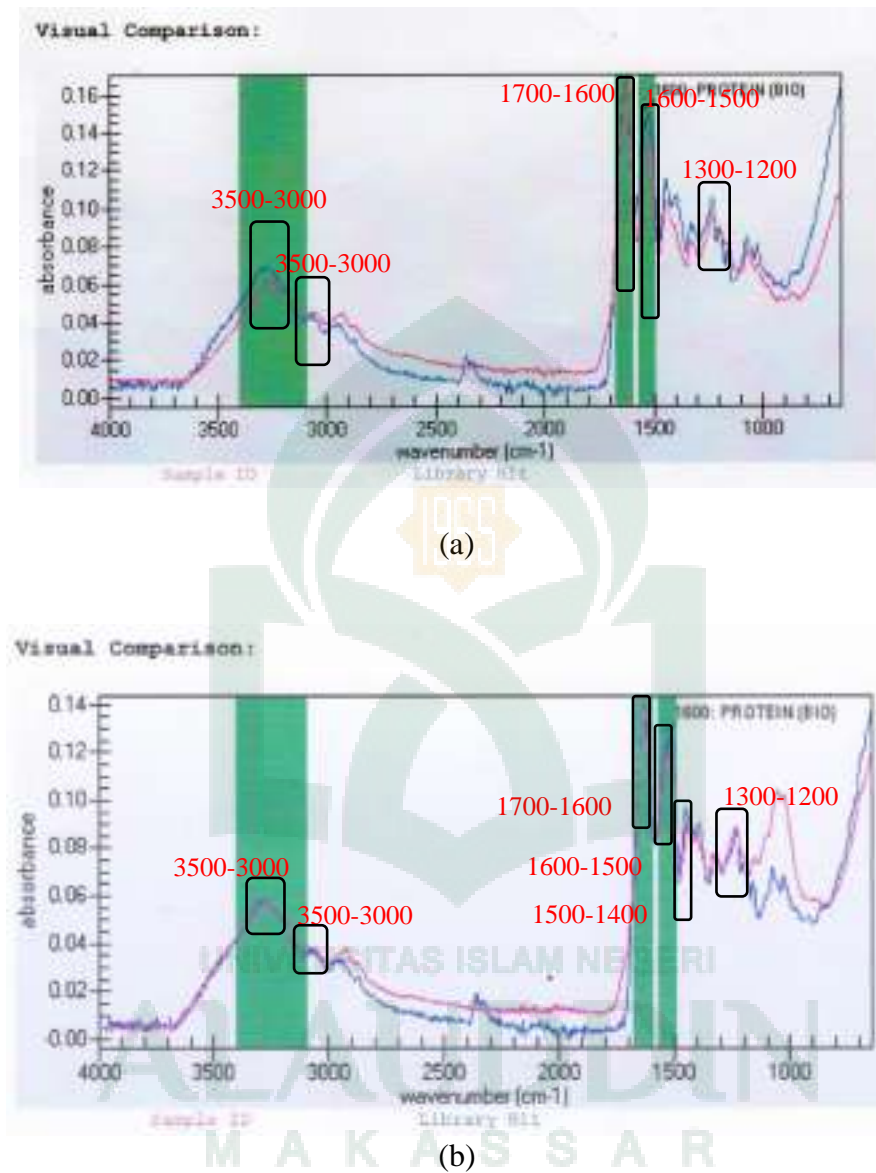 Visual Comparison:
1700-1600
PROTEIN (BIO)
1600-1500
1300-1200
3500-3000
3500-3000
absorbance
0.16
0.14
0.12
0.10
0.08
0.06
0.04
0.02
0.00
4000 3500 3000 2500 2000 1500 1000
wavenumber [cm-1]
Sample ID Library Hit
1965
(a)
Visual Comparison:
1600: PROTEIN (BIO)
1700-1600
1300-1200
1600-1500
3500-3000
3500-3000
1500-1400
absorbance
0.14
0.12
0.10
0.08
0.06
0.04
0.02
-0.00
4000 3500 3000 2500 2000 1500 1000
wavenumber [cm-1]
Sample ID Library Hit
UNIVERSITAS ISLAM NEGERI
ALAUDDIN
MAKASSAR
(b)